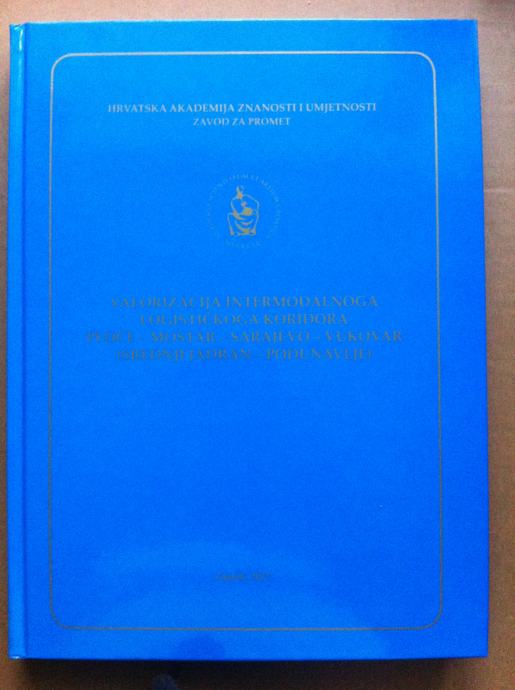 HRVATSKA AKADEMIJA ZNANOSTI I UMJETNOSTI
ZAVOD ZA PROMET
VALORIZACIJA INTERMODALNOGA
LOGISTIČKOGA KORIDORA
PLOČE - MOSTAR - SARAJEVO - VUKOVAR
(SREDNJI JADRAN - PODUNAVLJE)